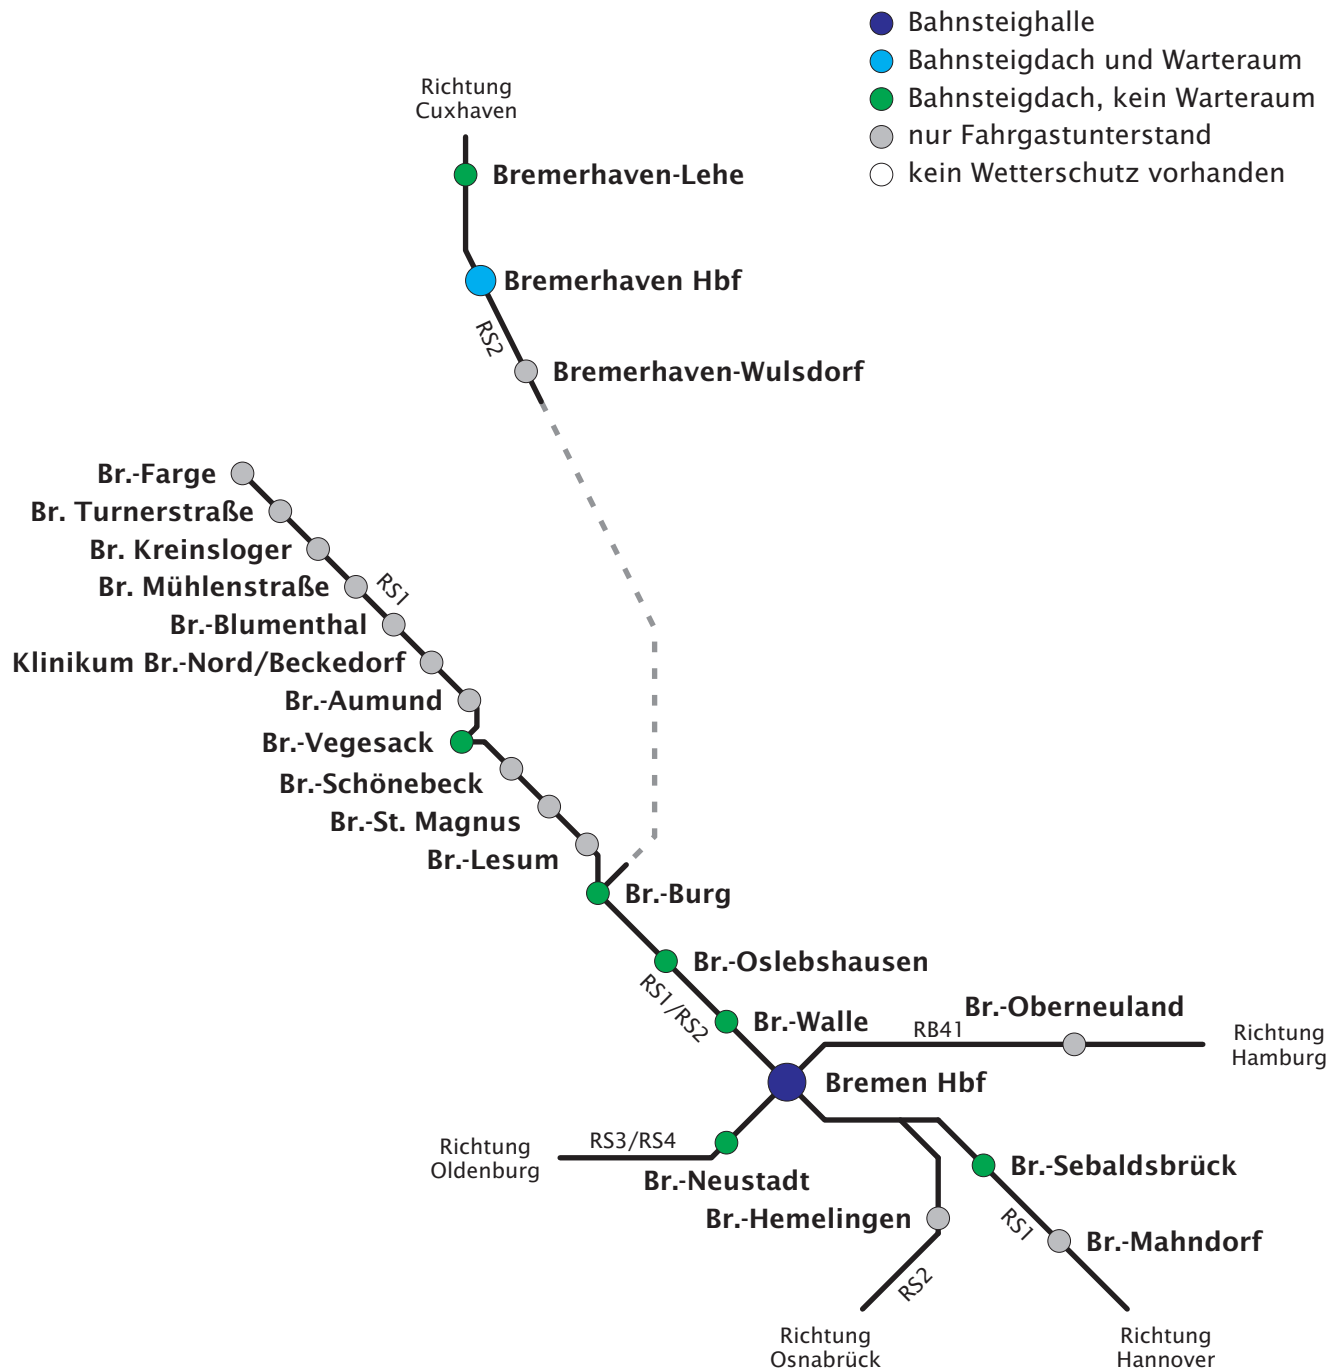 Bahnsteighalle
Bahnsteigdach und Warteraum
Bahnsteigdach, kein Warteraum
nur Fahrgastunterstand
kein Wetterschutz vorhanden
Richtung
Cuxhaven
Bremerhaven-Lehe
Bremerhaven Hbf
RS2
Bremerhaven-Wulsdorf
Br.-Farge
Br. Turnerstraße
Br. Kreinsloger
Br. Mühlenstraße
RS1
Br.-Blumenthal
Klinikum Br.-Nord/Beckedorf
Br.-Aumund
Br.-Vegesack
Br.-Schönebeck
Br.-St. Magnus
Br.-Lesum
Br.-Burg
Br.-Oslebshausen
RS1/RS2
Br.-Walle
Br.-Oberneuland
RB41
Richtung
Hamburg
Bremen Hbf
RS3/RS4
Richtung
Oldenburg
Br.-Neustadt
Br.-Sebaldsbrück
Br.-Hemelingen
RS1
Br.-Mahndorf
RS2
Richtung
Osnabrück
Richtung
Hannover